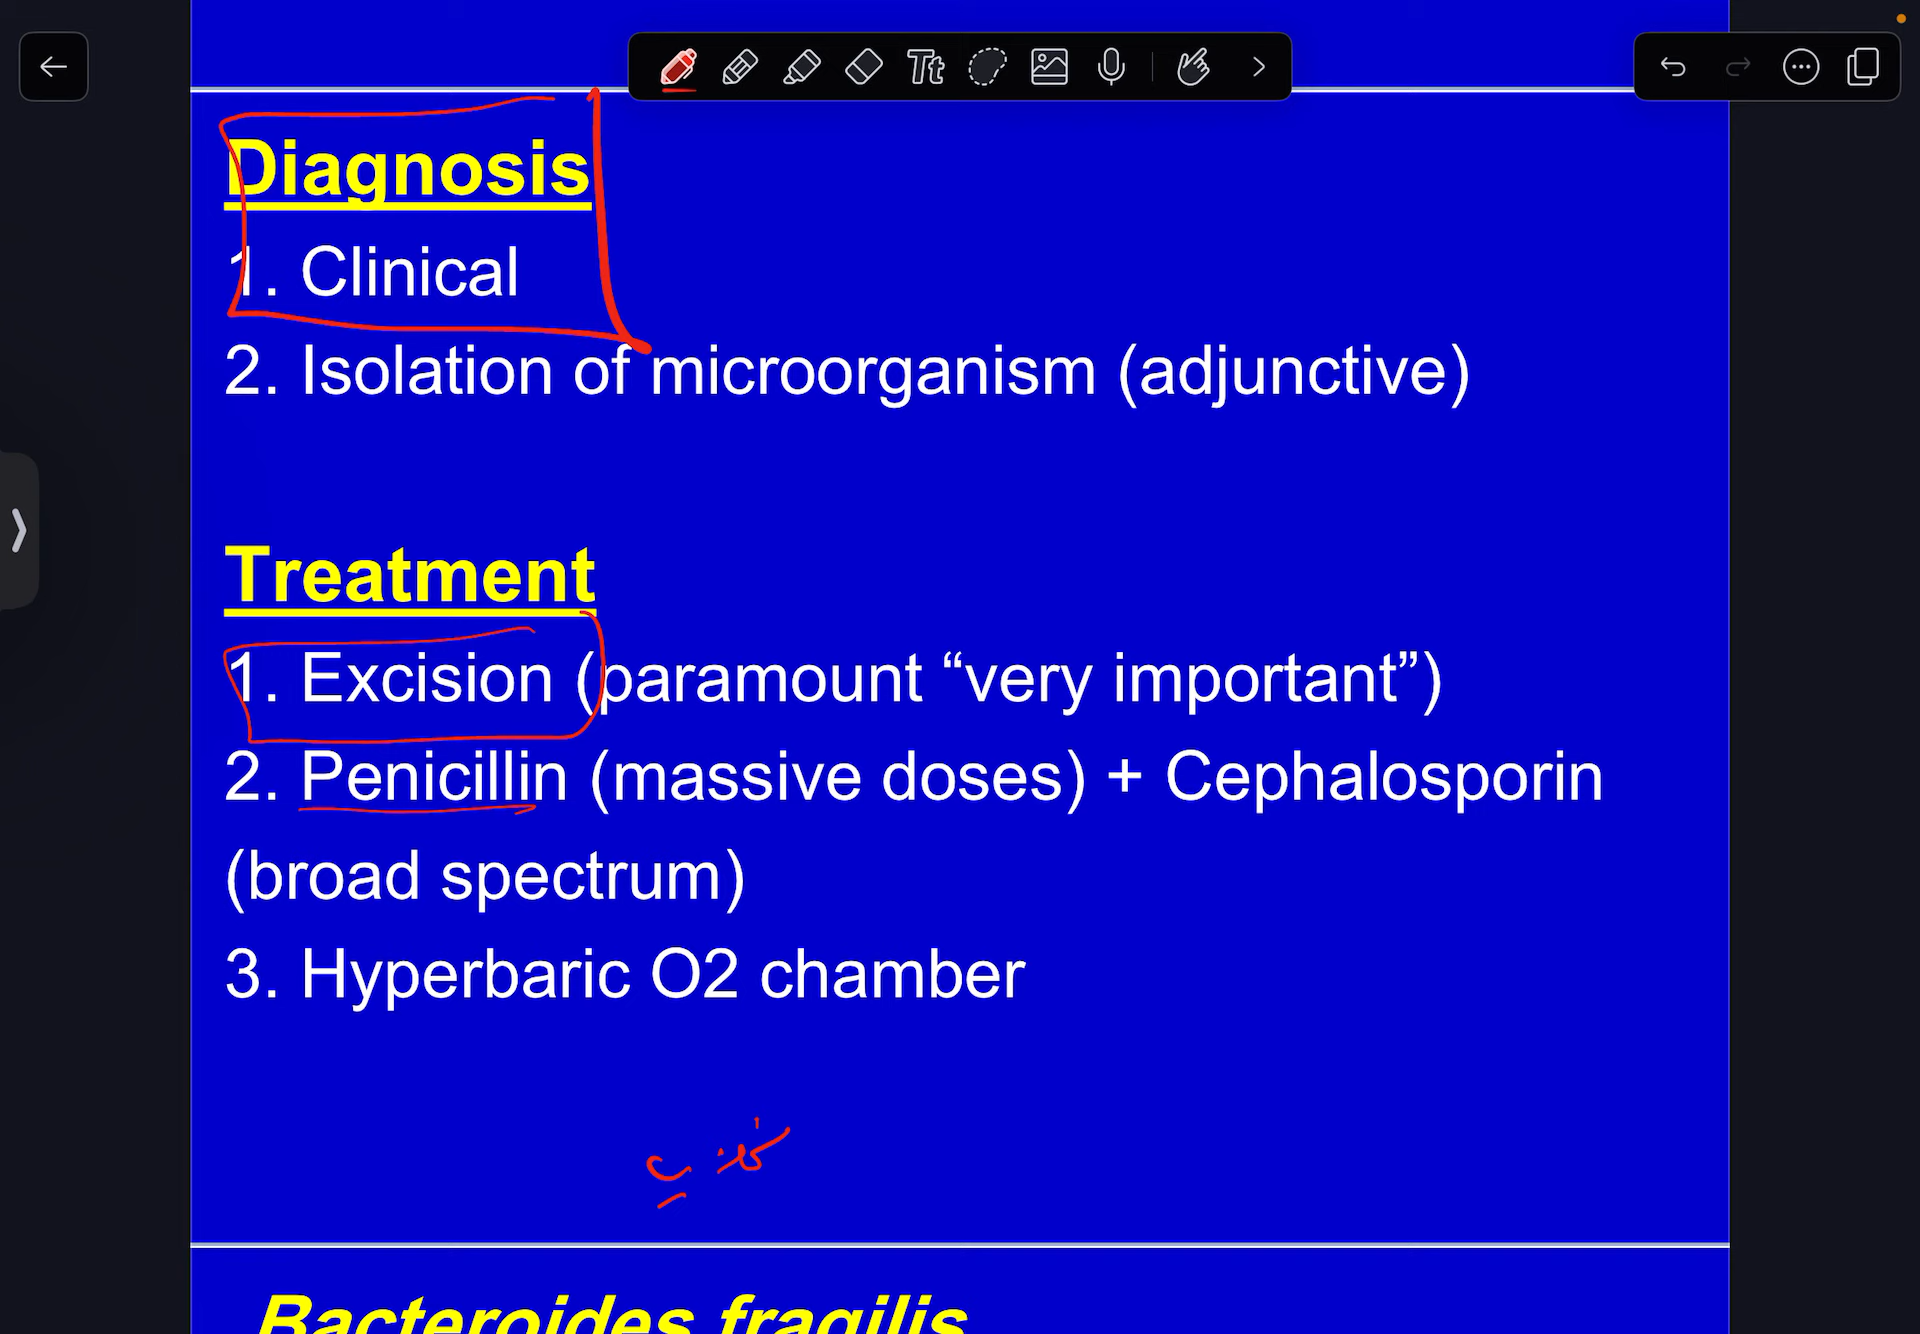 Diagnosis
1. Clinical
2. Isolation of microorganism (adjunctive)
Treatment
1. Excision (paramount “very important”)
2. Penicillin (massive doses) + Cephalosporin
(broad spectrum)
3. Hyperbaric O2 chamber
Bacteroides fragilis